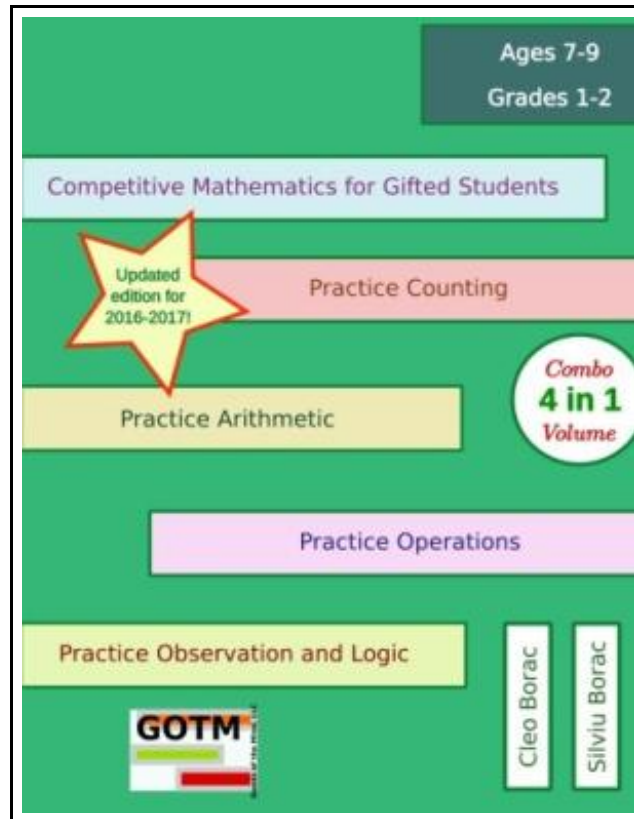 Ages 7-9
Grades 1-2
Competitive Mathematics for Gifted Students
Updated
edition for
2016-2017!
Practice Counting
Combo
4 in 1
Volume
Practice Arithmetic
Practice Operations
Practice Observation and Logic
Cleo Borac
Silviu Borac
GOTM